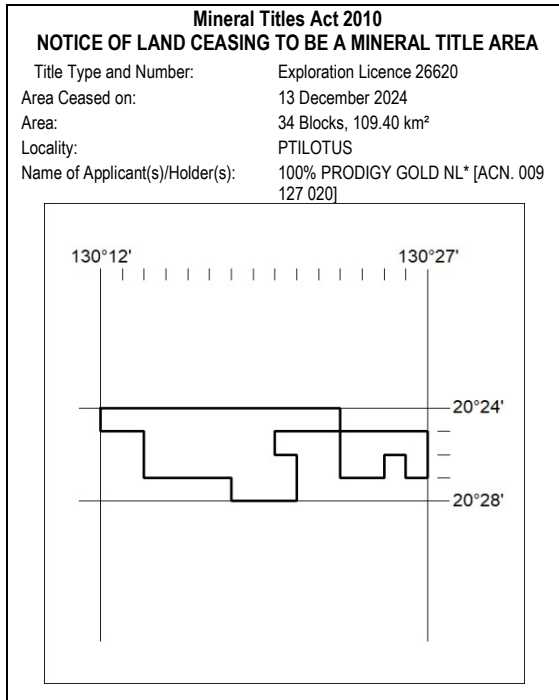 Mineral Titles Act 2010
NOTICE OF LAND CEASING TO BE A MINERAL TITLE AREA
Title Type and Number: Exploration Licence 26620
Area Ceased on: 13 December 2024
Area: 34 Blocks, 109.40 km²
Locality: PTILOTUS
Name of Applicant(s)/Holder(s): 100% PRODIGY GOLD NL* [ACN. 009
127 020]
130°12' 130°27'
20°24'
20°28'